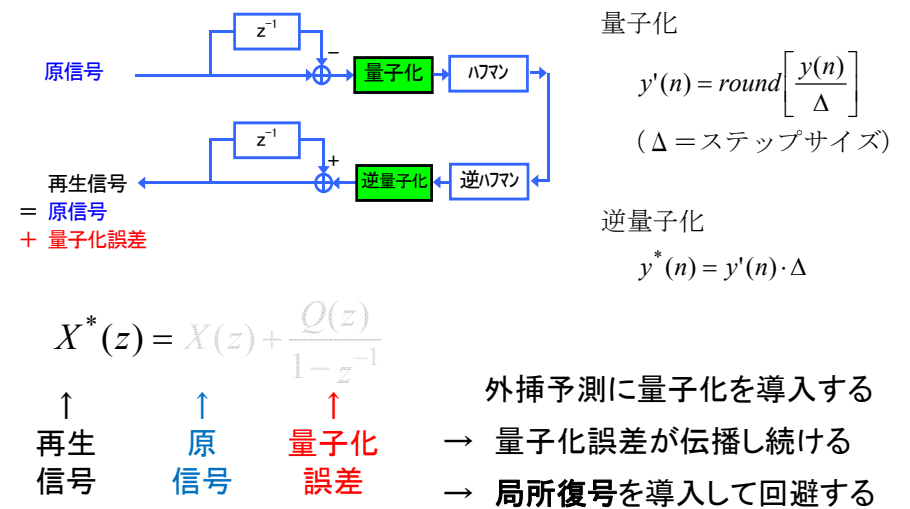 z⁻¹
−
原信号
量子化
ハフマン
z⁻¹
+
再生信号
逆量子化
逆ハフマン
＝ 原信号
＋ 量子化誤差
量子化
y'(n) = round[y(n)/Δ]
（Δ＝ステップサイズ）
逆量子化
y*(n) = y'(n)·Δ
X*(z) = X(z) + Q(z)/(1 − z⁻¹)
↑ ↑ ↑
再生 原 量子化
信号 信号 誤差
外挿予測に量子化を導入する
→ 量子化誤差が伝播し続ける
→ 局所復号を導入して回避する